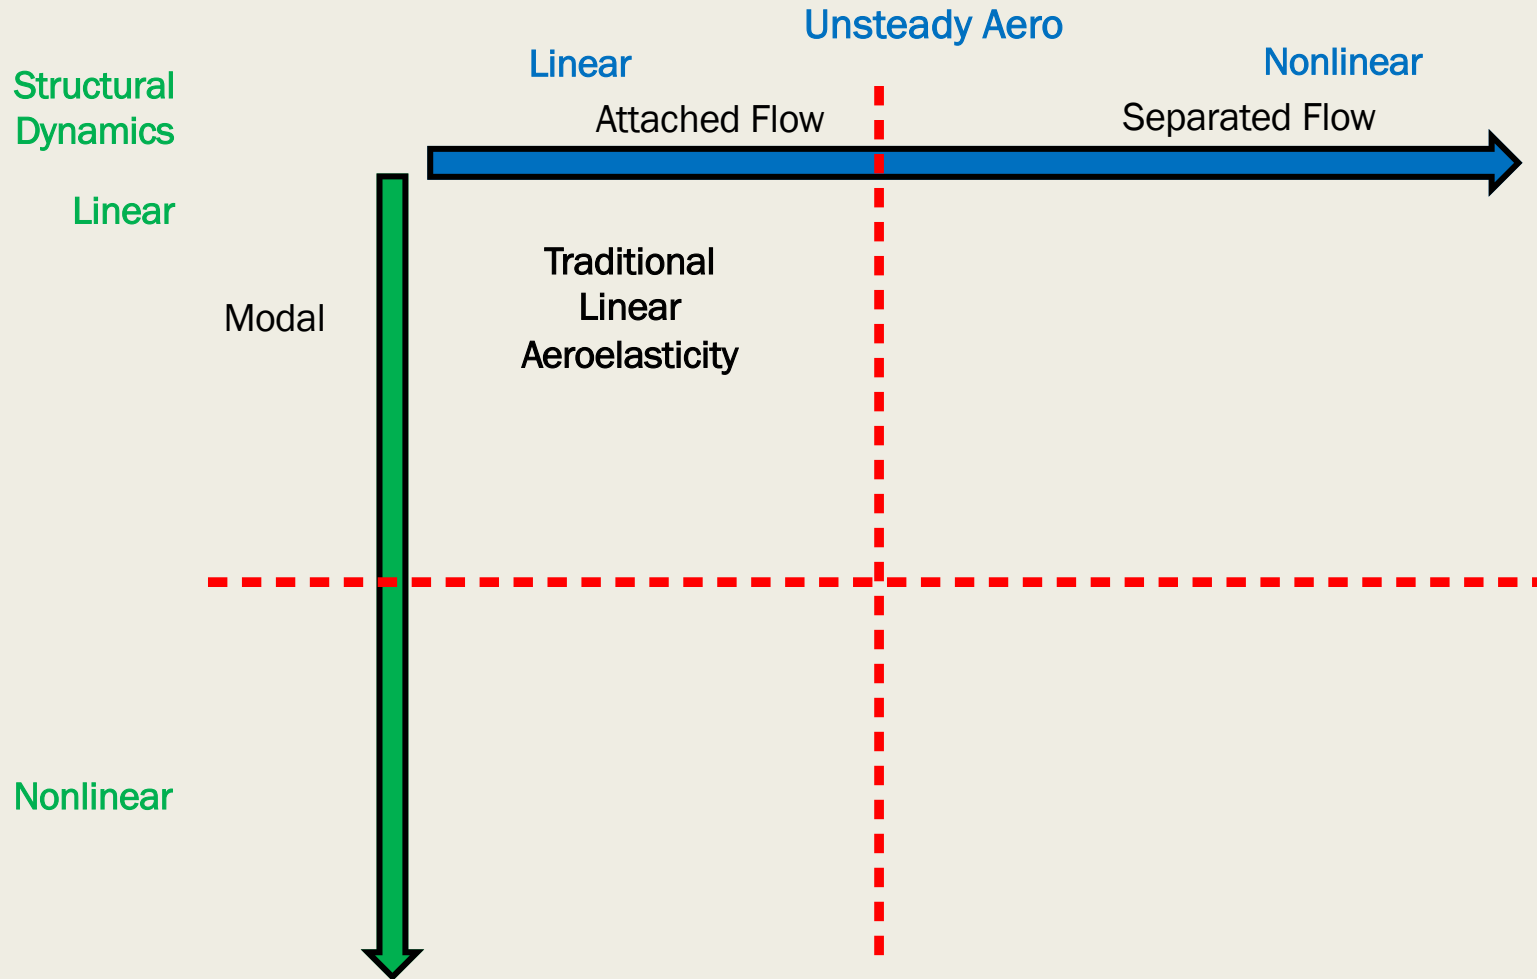 Unsteady Aero
Linear
Nonlinear
Structural
Dynamics
Attached Flow
Separated Flow
Linear
Traditional
Linear
Aeroelasticity
Modal
Nonlinear